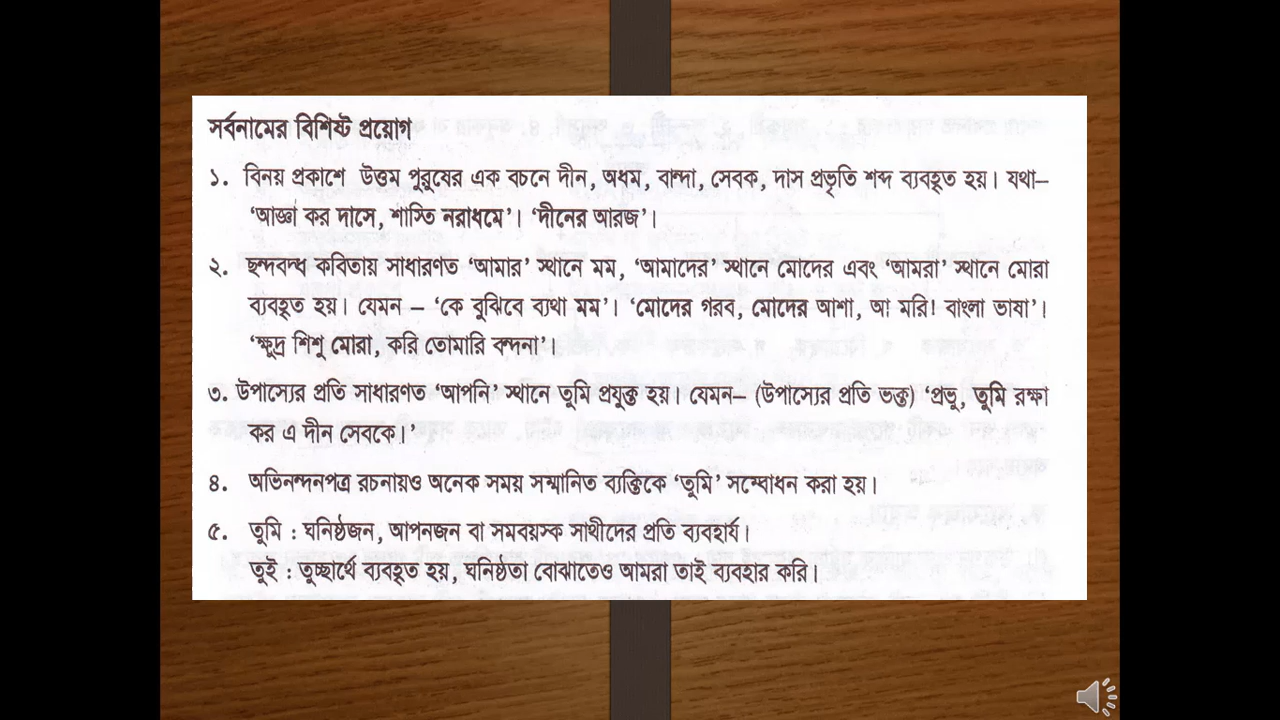 সর্বনামের বিশিষ্ট প্রয়োগ
১. বিনয় প্রকাশে উত্তম পুরুষের এক বচনে দীন, অধম, বান্দা, সেবক, দাস প্রভৃতি শব্দ ব্যবহৃত হয়। যথা–
‘আজ্ঞা কর দাসে, শাস্তি নরাধমে’। ‘দীনের আরজ’।
২. ছন্দবদ্ধ কবিতায় সাধারণত ‘আমার’ স্থানে মম, ‘আমাদের’ স্থানে মোদের এবং ‘আমরা’ স্থানে মোরা
ব্যবহৃত হয়। যেমন – ‘কে বুঝিবে ব্যথা মম’। ‘মোদের গরব, মোদের আশা, আ মরি! বাংলা ভাষা’।
‘ক্ষুদ্র শিশু মোরা, করি তোমারি বন্দনা’।
৩. উপাস্যের প্রতি সাধারণত ‘আপনি’ স্থানে তুমি প্রযুক্ত হয়। যেমন– (উপাস্যের প্রতি ভক্ত) ‘প্রভু, তুমি রক্ষা
কর এ দীন সেবকে।’
৪. অভিনন্দনপত্র রচনায়ও অনেক সময় সম্মানিত ব্যক্তিকে ‘তুমি’ সম্বোধন করা হয়।
৫. তুমি : ঘনিষ্ঠজন, আপনজন বা সমবয়স্ক সাথীদের প্রতি ব্যবহার্য।
তুই : তুচ্ছার্থে ব্যবহৃত হয়, ঘনিষ্ঠতা বোঝাতেও আমরা তাই ব্যবহার করি।